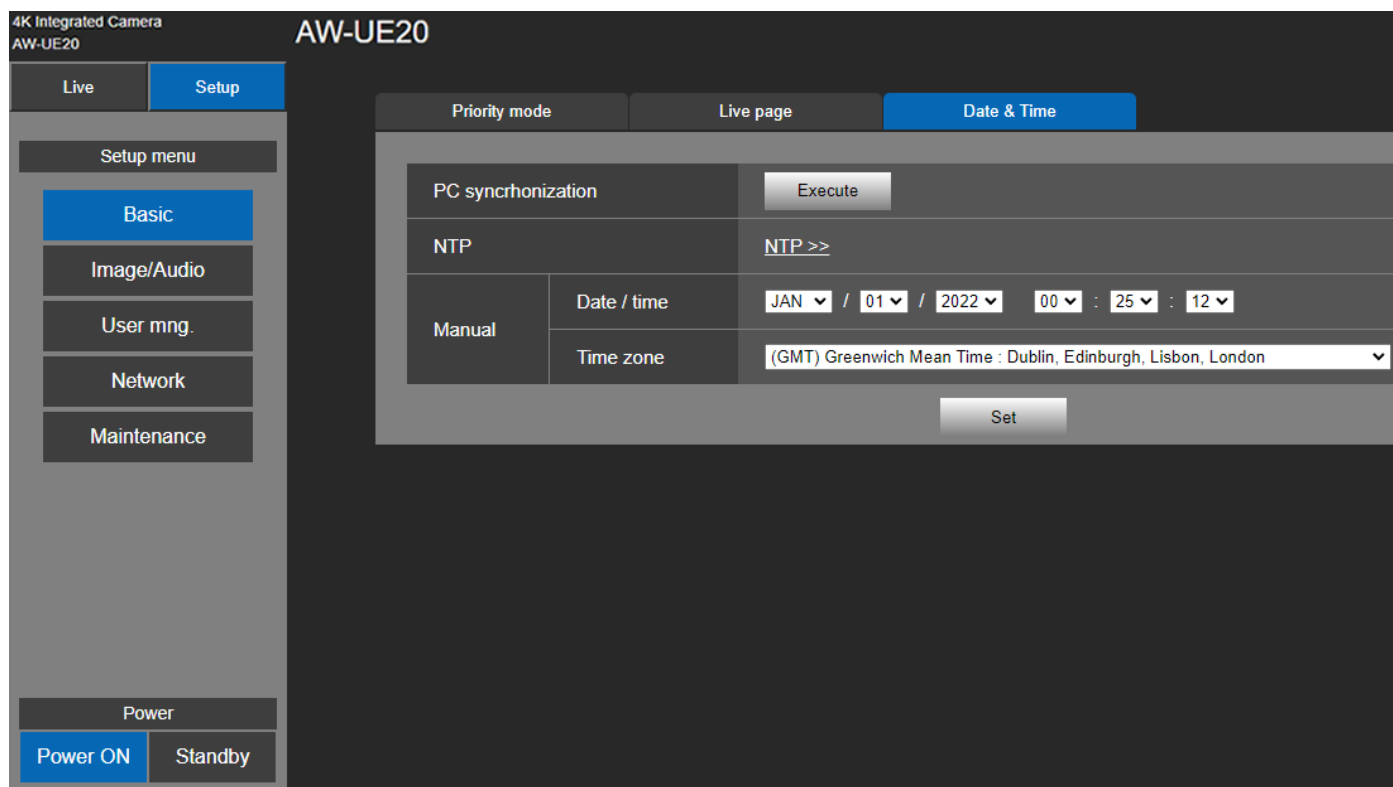 4K Integrated Camera
AW-UE20
AW-UE20
Live Setup
Priority mode Live page Date & Time
Setup menu
Basic
Image/Audio
User mng.
Network
Maintenance
PC syncrhonization Execute
NTP NTP >>
Manual
Date / time JAN / 01 / 2022 00 : 25 : 12
Time zone (GMT) Greenwich Mean Time : Dublin, Edinburgh, Lisbon, London
Set
Power
Power ON Standby